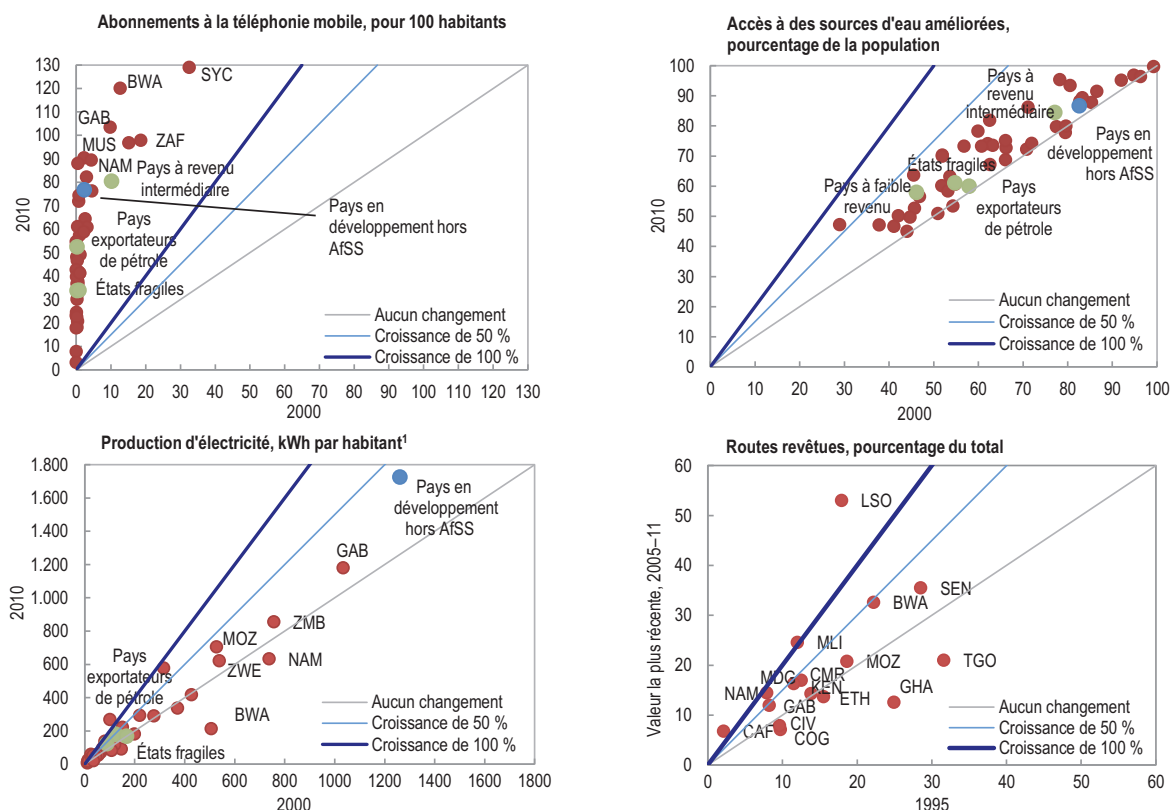 Abonnements à la téléphonie mobile, pour 100 habitants
130
120
110
100
90
80
70
60
50
40
30
20
10
0
2010
SYC
BWA
GAB
ZAF
MUS
NAM
Pays à revenu
intermédiaire
Pays
exportateurs
de pétrole
Pays en
développement hors
AfSS
États fragiles
Aucun changement
Croissance de 50 %
Croissance de 100 %
0 10 20 30 40 50 60 70 80 90 100 110 130
2000
Accès à des sources d'eau améliorées,
pourcentage de la population
100
90
80
70
60
50
40
30
20
10
0
2010
Pays à
revenu
intermédiaire
Pays en
développement
hors AfSS
États fragiles
Pays à faible
revenu
Pays
exportateurs
de pétrole
Aucun changement
Croissance de 50 %
Croissance de 100 %
0 10 20 30 40 50 60 70 80 90 100
2000
Production d'électricité, kWh par habitant¹
1.800
1.600
1.400
1.200
1.000
800
600
400
200
0
2010
Pays en
développement
hors AfSS
GAB
ZMB
MOZ
ZWE
NAM
Pays
exportateurs
de pétrole
BWA
États fragiles
Aucun changement
Croissance de 50 %
Croissance de 100 %
0 200 400 600 800 1000 1200 1400 1600 1800
2000
Routes revêtues, pourcentage du total
60
50
40
30
20
10
0
Valeur la plus récente, 2005–11
LSO
SEN
BWA
MLI
MOZ
TGO
MDG
CMR
NAM
KEN
ETH
GHA
GAB
CAF
CIV
COG
Aucun changement
Croissance de 50 %
Croissance de 100 %
0 10 20 30 40 50 60
1995